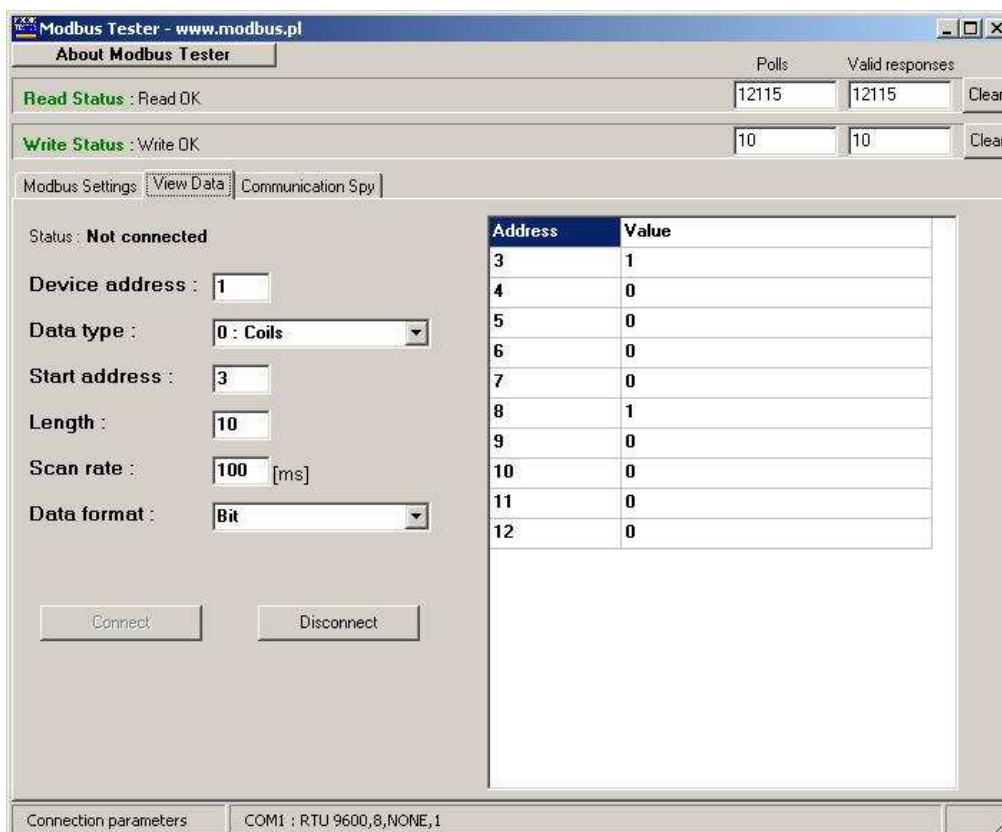 Modbus Tester - www.modbus.pl
About Modbus Tester
Polls Valid responses
Read Status : Read OK 12115 12115 Clear
Write Status : Write OK 10 10 Clear
Modbus Settings View Data Communication Spy
Status : Not connected
Device address : 1
Data type : 0 : Coils
Start address : 3
Length : 10
Scan rate : 100 [ms]
Data format : Bit
Connect Disconnect
Address Value
3 1
4 0
5 0
6 0
7 0
8 1
9 0
10 0
11 0
12 0
Connection parameters COM1 : RTU 9600,8,NONE,1